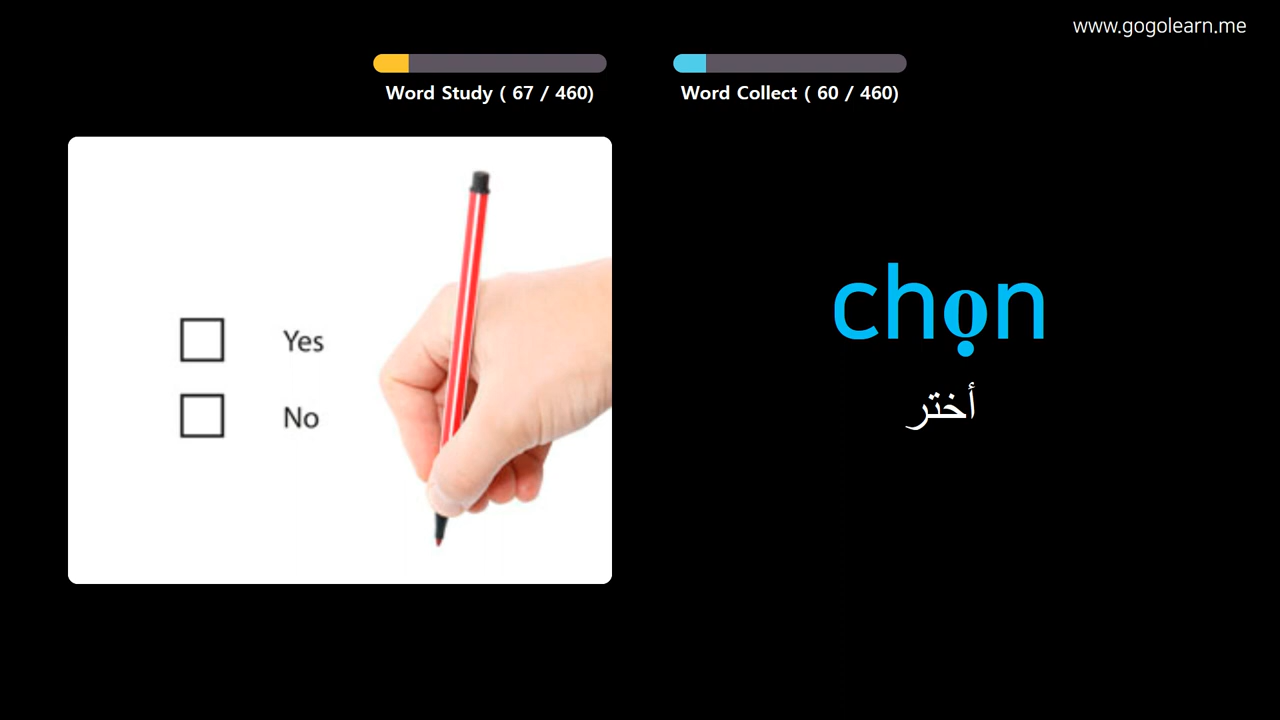 www.gogolearn.me
Word Study ( 67 / 460)
Word Collect ( 60 / 460)
Yes
No
chọn
أختر